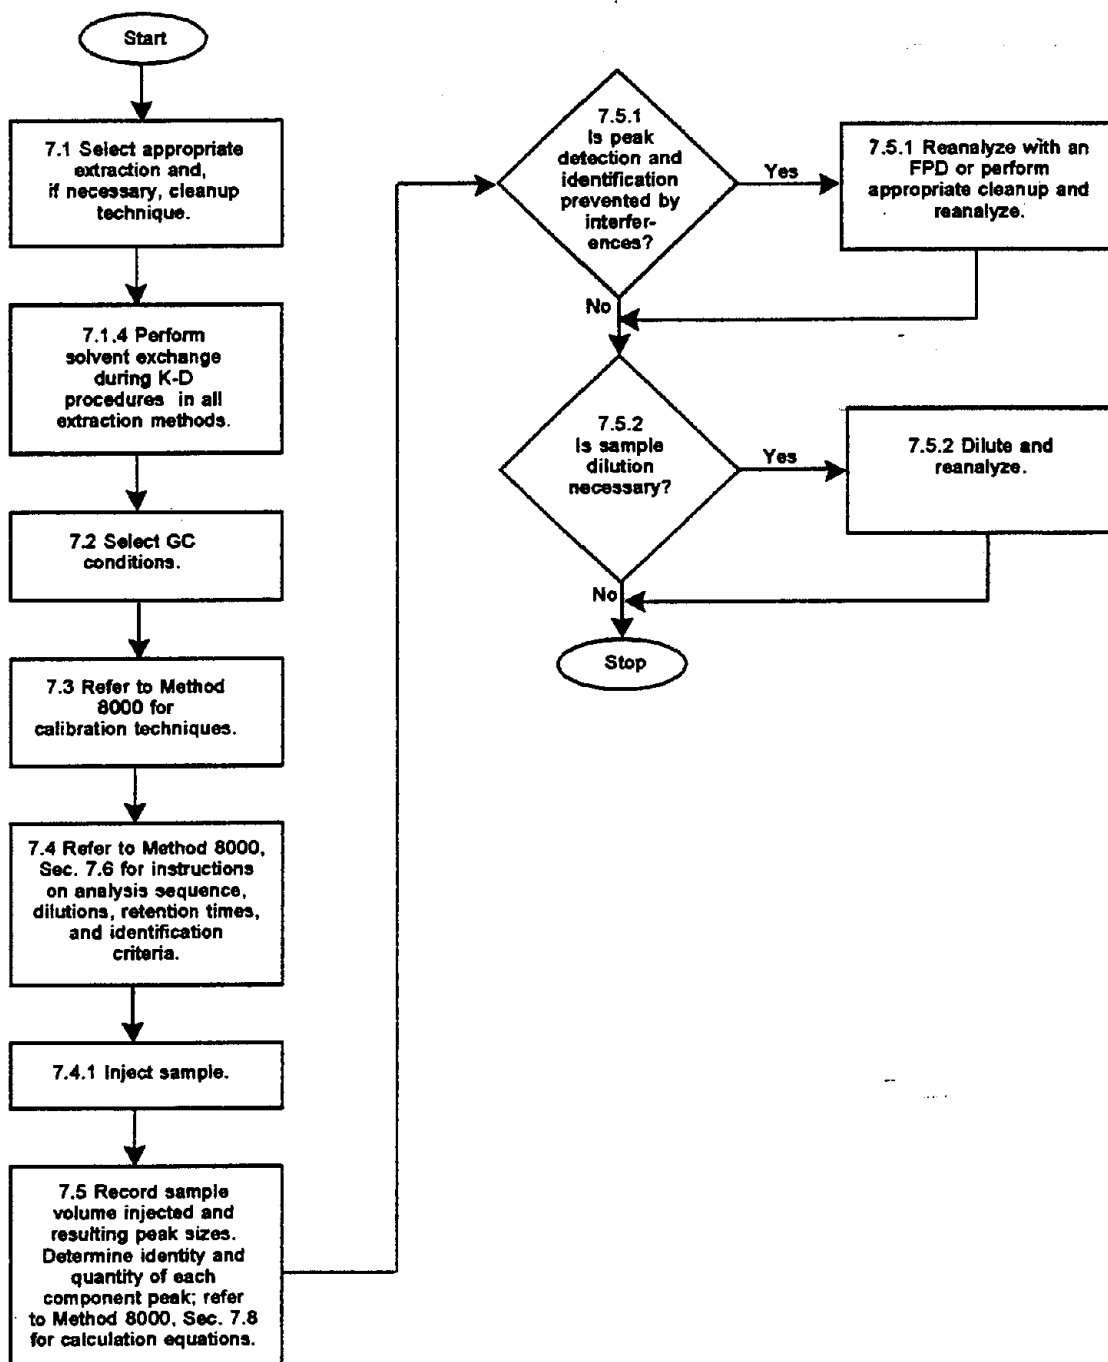 Start
7.1 Select appropriate
extraction and,
if necessary, cleanup
technique.
7.1.4 Perform
solvent exchange
during K-D
procedures in all
extraction methods.
7.2 Select GC
conditions.
7.3 Refer to Method
8000 for
calibration techniques.
7.4 Refer to Method 8000,
Sec. 7.6 for instructions
on analysis sequence,
dilutions, retention times,
and identification
criteria.
7.4.1 Inject sample.
7.5 Record sample
volume injected and
resulting peak sizes.
Determine identity and
quantity of each
component peak; refer
to Method 8000, Sec. 7.8
for calculation equations.
7.5.1
Is peak
detection and
identification
prevented by
interfer-
ences?
Yes
7.5.1 Reanalyze with an
FPD or perform
appropriate cleanup and
reanalyze.
No
7.5.2
Is sample
dilution
necessary?
Yes
7.5.2 Dilute and
reanalyze.
No
Stop